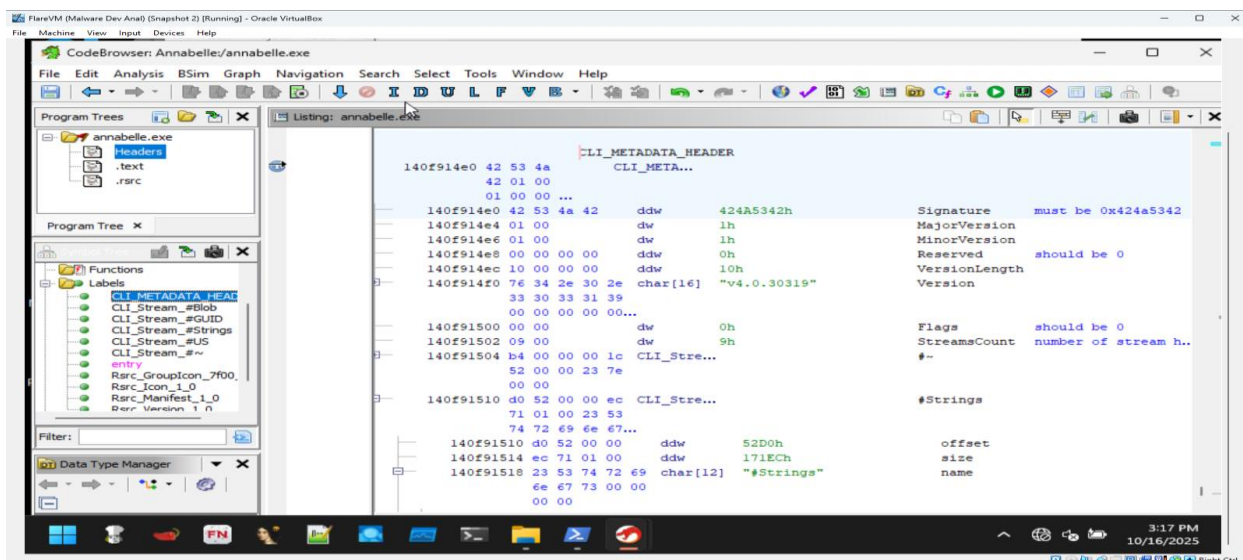 FlareVM (Malware Dev Anal) (Snapshot 2) [Running] - Oracle VirtualBox
File Machine View Input Devices Help
CodeBrowser: Annabelle:/annabelle.exe
File Edit Analysis BSim Graph Navigation Search Select Tools Window Help
I D U L F V B
Program Trees
Listing: annabelle.exe
annabelle.exe
Headers
.text
.rsrc
Program Tree
Functions
Labels
CLI_METADATA_HEAD
CLI_Stream_#Blob
CLI_Stream_#GUID
CLI_Stream_#Strings
CLI_Stream_#US
CLI_Stream_#~
entry
Rsrc_GroupIcon_7f00_
Rsrc_Icon_1_0
Rsrc_Manifest_1_0
Rsrc_Version_1_0
Filter:
Data Type Manager
CLI_METADATA_HEADER
140f914e0 42 53 4a CLI_META...
42 01 00
01 00 00 ...
140f914e0 42 53 4a 42 ddw 424A5342h Signature must be 0x424a5342
140f914e4 01 00 dw 1h MajorVersion
140f914e6 01 00 dw 1h MinorVersion
140f914e8 00 00 00 00 ddw 0h Reserved should be 0
140f914ec 10 00 00 00 ddw 10h VersionLength
140f914f0 76 34 2e 30 2e char[16] "v4.0.30319" Version
33 30 33 31 39
00 00 00 00 00...
140f91500 00 00 dw 0h Flags should be 0
140f91502 09 00 dw 9h StreamsCount number of stream h..
140f91504 b4 00 00 00 1c CLI_Stre... #~
52 00 00 23 7e
00 00
140f91510 d0 52 00 00 ec CLI_Stre... #Strings
71 01 00 23 53
74 72 69 6e 67...
140f91510 d0 52 00 00 ddw 52D0h offset
140f91514 ec 71 01 00 ddw 171ECh size
140f91518 23 53 74 72 69 char[12] "#Strings" name
6e 67 73 00 00
00 00
FN
3:17 PM
10/16/2025
Right Ctrl